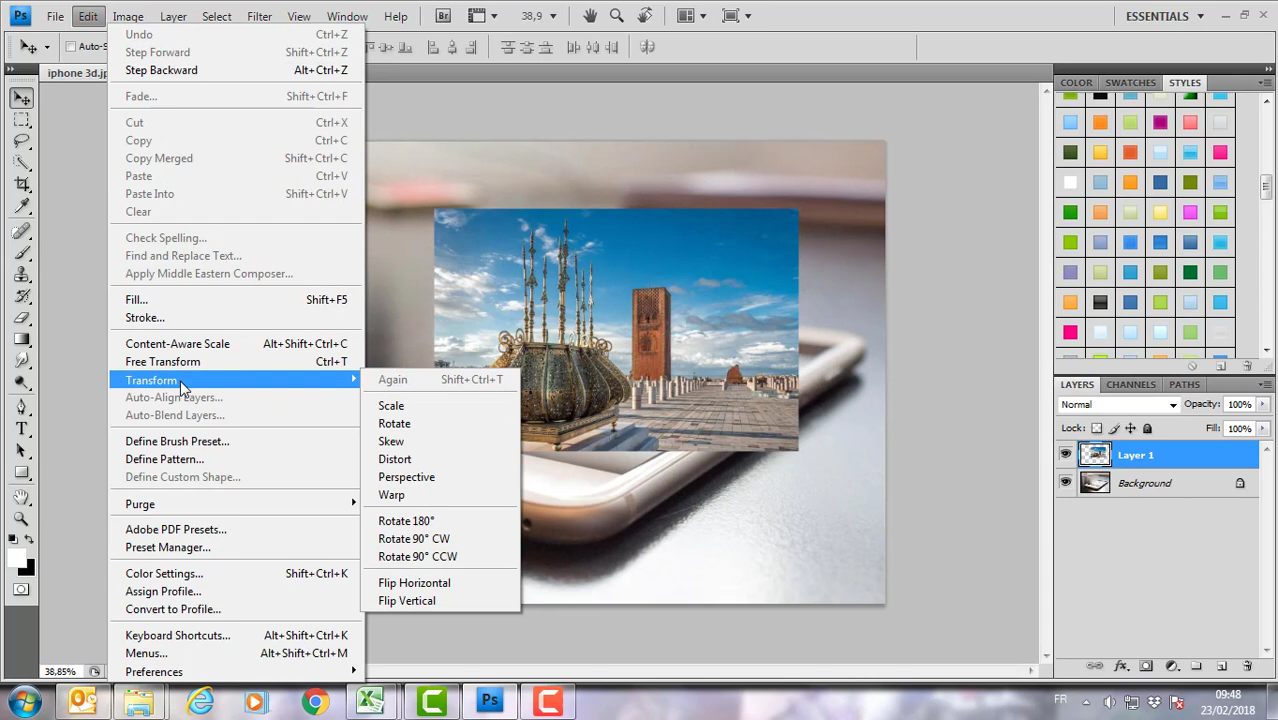 Ps File Edit Image Layer Select Filter View Window Help Br 38,9 ESSENTIALS
Auto-S
iphone 3d.jp
Undo Ctrl+Z
Step Forward Shift+Ctrl+Z
Step Backward Alt+Ctrl+Z
Fade... Shift+Ctrl+F
Cut Ctrl+X
Copy Ctrl+C
Copy Merged Shift+Ctrl+C
Paste Ctrl+V
Paste Into Shift+Ctrl+V
Clear
Check Spelling...
Find and Replace Text...
Apply Middle Eastern Composer...
Fill... Shift+F5
Stroke...
Content-Aware Scale Alt+Shift+Ctrl+C
Free Transform Ctrl+T
Transform
Auto-Align Layers...
Auto-Blend Layers...
Define Brush Preset...
Define Pattern...
Define Custom Shape...
Purge
Adobe PDF Presets...
Preset Manager...
Color Settings... Shift+Ctrl+K
Assign Profile...
Convert to Profile...
Keyboard Shortcuts... Alt+Shift+Ctrl+K
Menus... Alt+Shift+Ctrl+M
Preferences
Again Shift+Ctrl+T
Scale
Rotate
Skew
Distort
Perspective
Warp
Rotate 180°
Rotate 90° CW
Rotate 90° CCW
Flip Horizontal
Flip Vertical
COLOR SWATCHES STYLES
LAYERS CHANNELS PATHS
Normal Opacity: 100%
Lock: Fill: 100%
Layer 1
Background
fx
T
38,85%
Ps
FR
09:48
23/02/2018